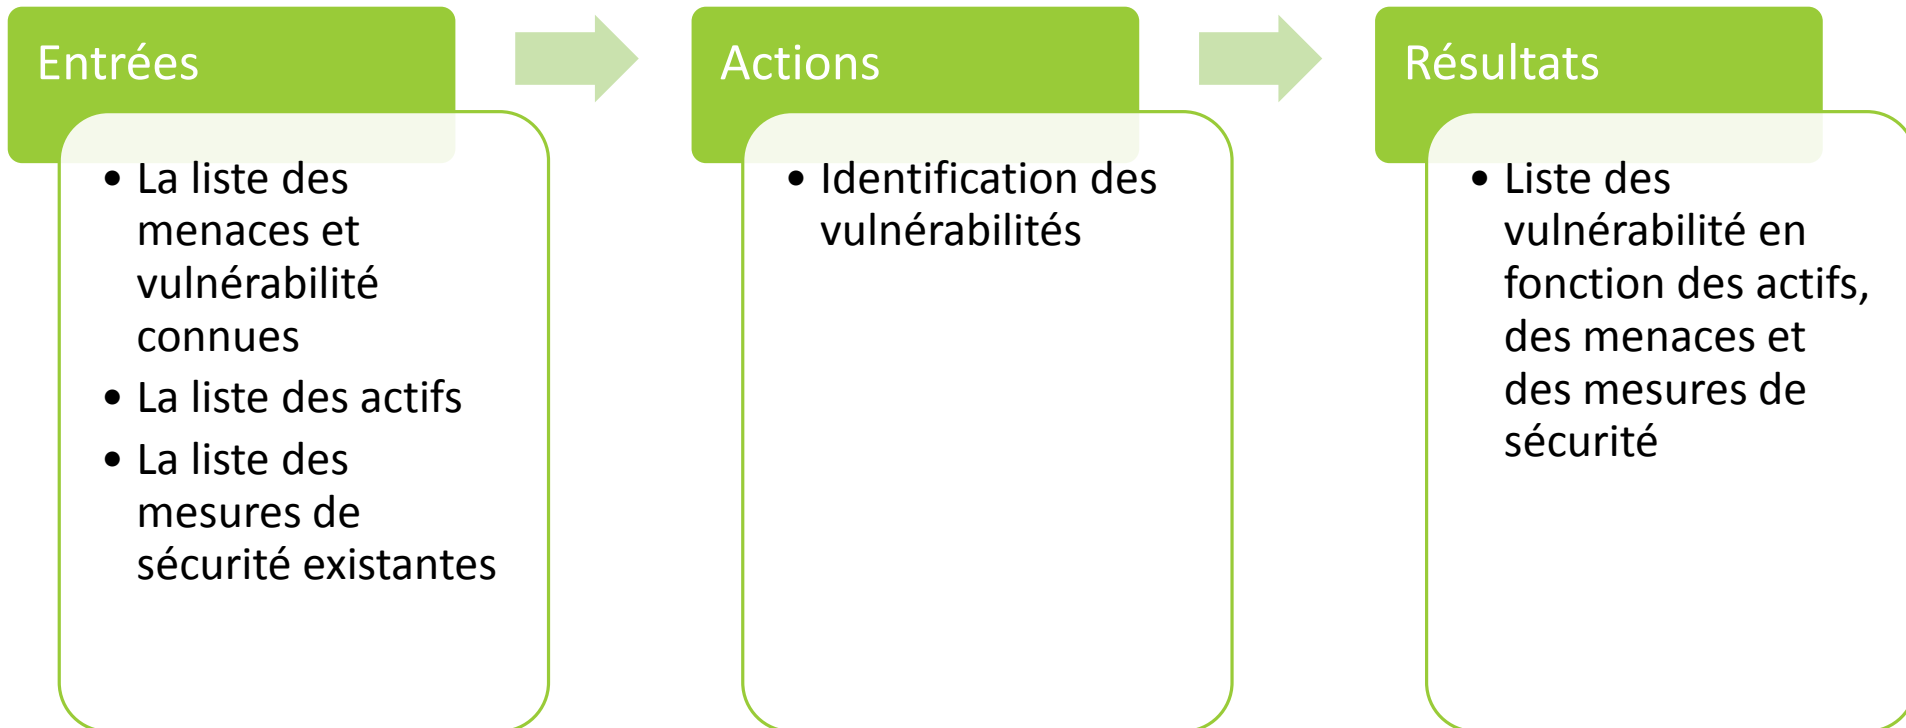 Entrées
• La liste des
menaces et
vulnérabilité
connues
• La liste des actifs
• La liste des
mesures de
sécurité existantes
Actions
• Identification des
vulnérabilités
Résultats
• Liste des
vulnérabilité en
fonction des actifs,
des menaces et
des mesures de
sécurité